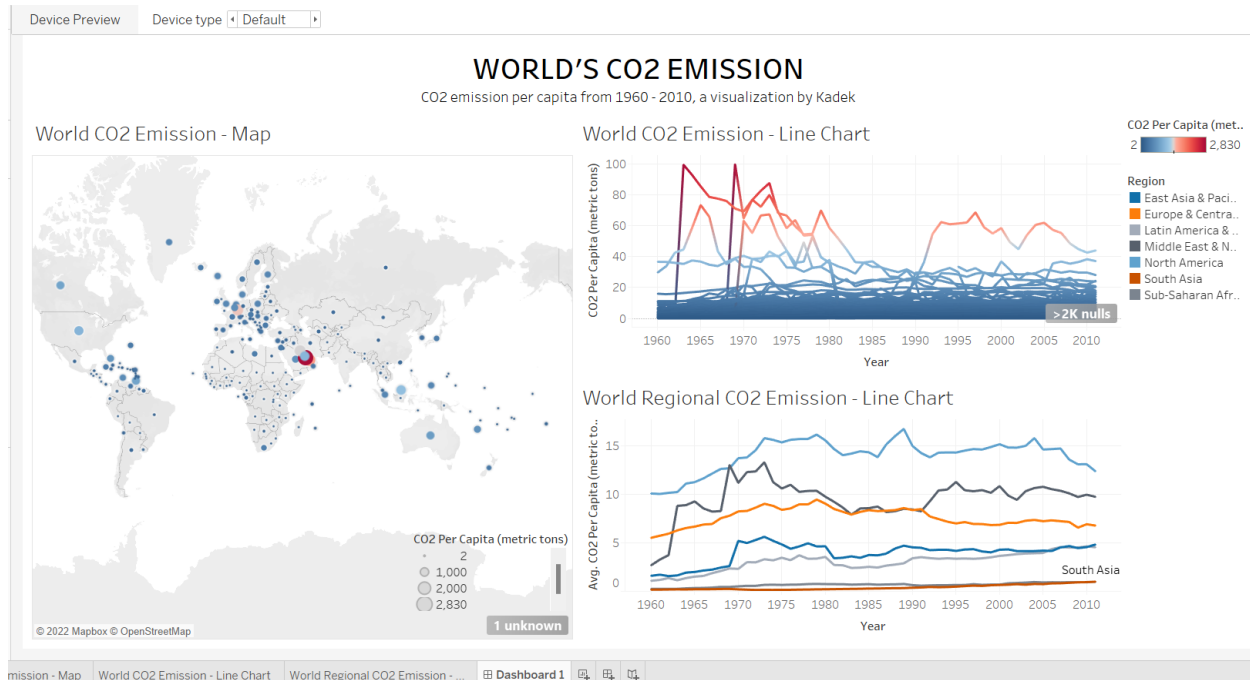 Device Preview
Device type
Default
WORLD'S CO2 EMISSION
CO2 emission per capita from 1960 - 2010, a visualization by Kadek
World CO2 Emission - Map
© 2022 Mapbox © OpenStreetMap
CO2 Per Capita (metric tons)
2
1,000
2,000
2,830
1 unknown
World CO2 Emission - Line Chart
CO2 Per Capita (metric tons)
100
80
60
40
20
0
>2K nulls
1960 1965 1970 1975 1980 1985 1990 1995 2000 2005 2010
Year
World Regional CO2 Emission - Line Chart
Avg. CO2 Per Capita (metric to..
15
10
5
0
South Asia
1960 1965 1970 1975 1980 1985 1990 1995 2000 2005 2010
Year
CO2 Per Capita (met..
2 2,830
Region
East Asia & Paci..
Europe & Centra..
Latin America & ..
Middle East & N..
North America
South Asia
Sub-Saharan Afr..
mission - Map
World CO2 Emission - Line Chart
World Regional CO2 Emission - ...
Dashboard 1